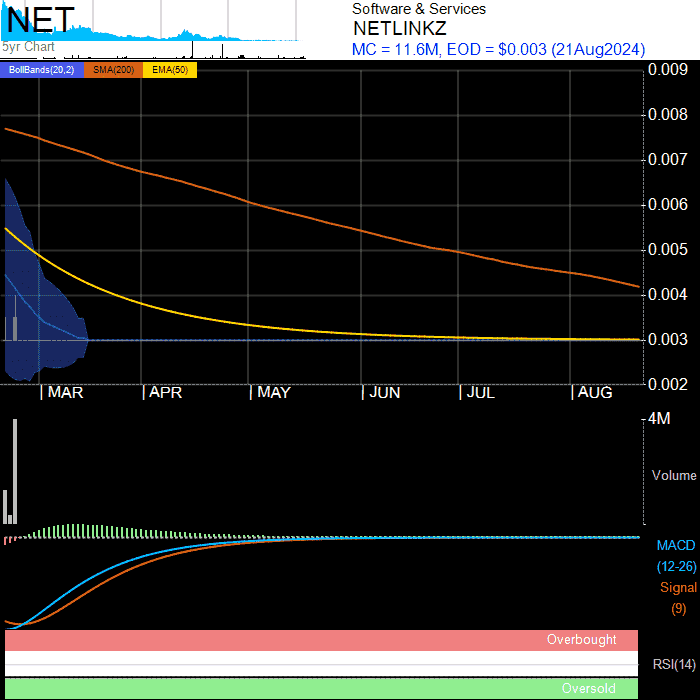 NET
5yr Chart
Software & Services
NETLINKZ
MC = 11.6M, EOD = $0.003 (21Aug2024)
BollBands(20,2) SMA(200) EMA(50)
0.009
0.008
0.007
0.006
0.005
0.004
0.003
0.002
MAR APR MAY JUN JUL AUG
4M
Volume
MACD
(12-26)
Signal
(9)
Overbought
RSI(14)
Oversold